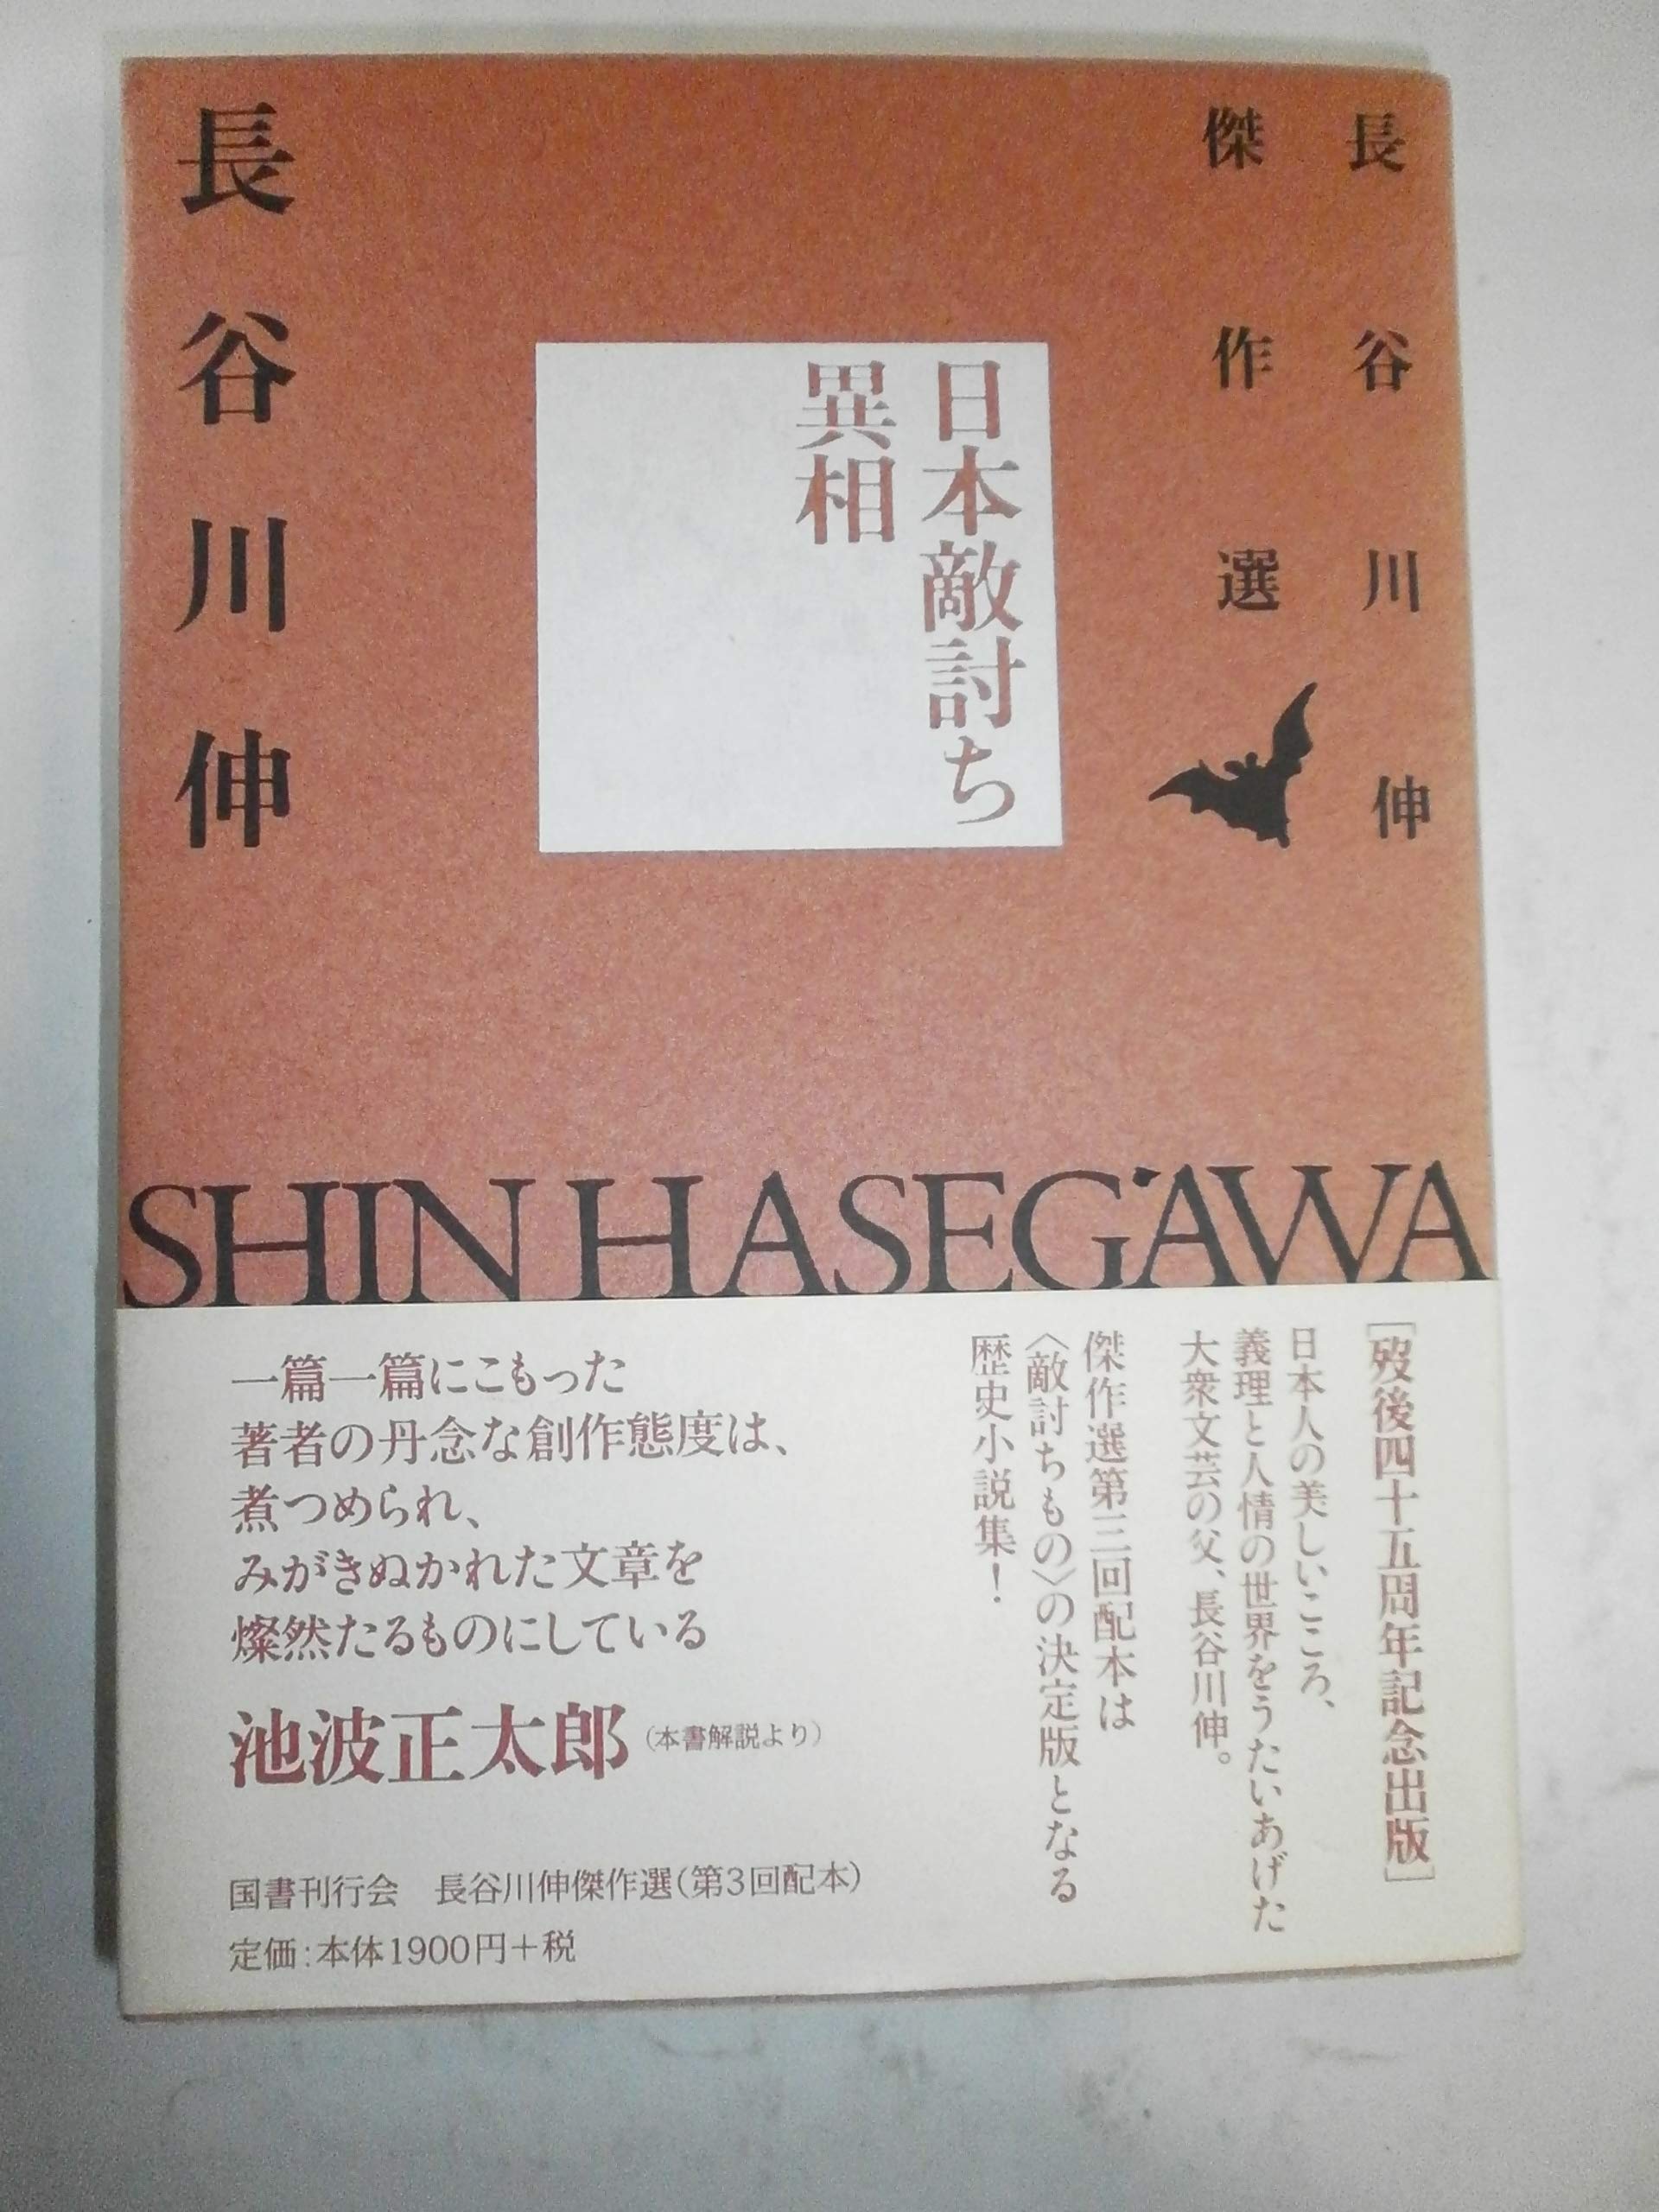 長谷川伸
傑作選
日本敵討ち
異相
長谷川伸
SHIN HASEGAWA
［歿後四十五周年記念出版］
日本人の美しいこころ、
義理と人情の世界をうたいあげた
大衆文芸の父、長谷川伸。
傑作選第三回配本は
〈敵討ちもの〉の決定版となる
歴史小説集！
一篇一篇にこもった
著者の丹念な創作態度は、
煮つめられ、
みがきぬかれた文章を
燦然たるものにしている
池波正太郎（本書解説より）
国書刊行会　長谷川伸傑作選（第3回配本）
定価:本体1900円+税